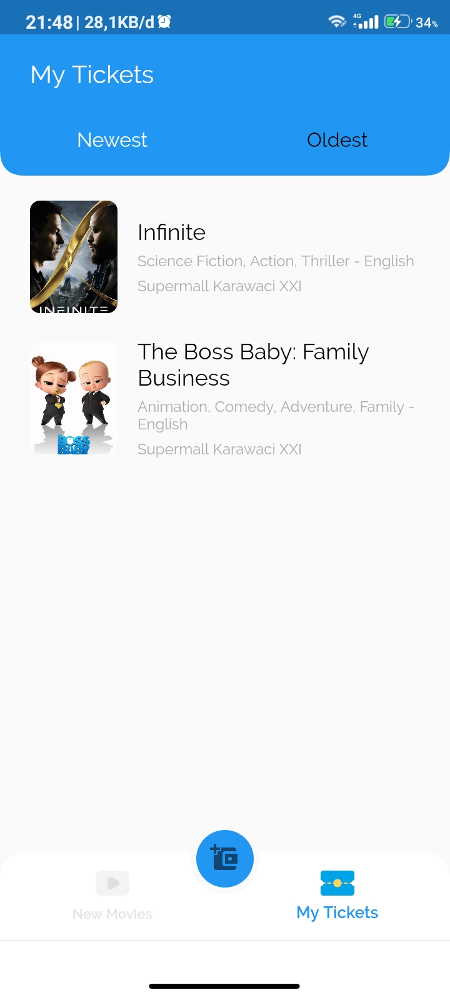 21:48 | 28,1KB/d
4G
34%
My Tickets
Newest
Oldest
INFINITE
Infinite
Science Fiction, Action, Thriller - English
Supermall Karawaci XXI
BOSS
BABY
The Boss Baby: Family
Business
Animation, Comedy, Adventure, Family -
English
Supermall Karawaci XXI
New Movies
My Tickets